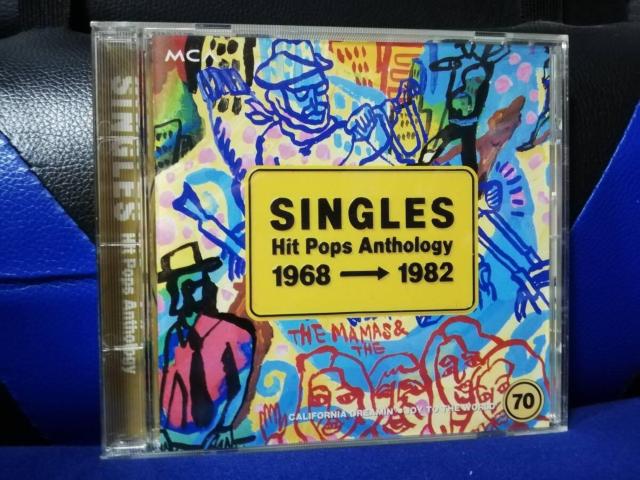 MCA
SINGLES Hit Pops Anthology
SINGLES
Hit Pops Anthology
1968 → 1982
THE MAMAS &
THE
CALIFORNIA DREAMIN' • JOY TO THE WORLD
70